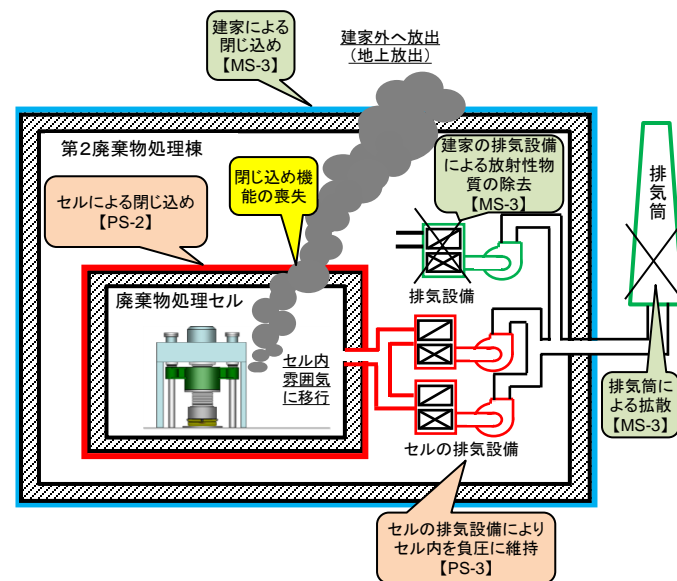 建家による
閉じ込め
【MS-3】
建家外へ放出
(地上放出)
第2廃棄物処理棟
セルによる閉じ込め
【PS-2】
閉じ込め機
能の喪失
建家の排気設備
による放射性物
質の除去
【MS-3】
排気筒
排気設備
廃棄物処理セル
セル内
雰囲気
に移行
セルの排気設備
排気筒に
よる拡散
【MS-3】
セルの排気設備により
セル内を負圧に維持
【PS-3】